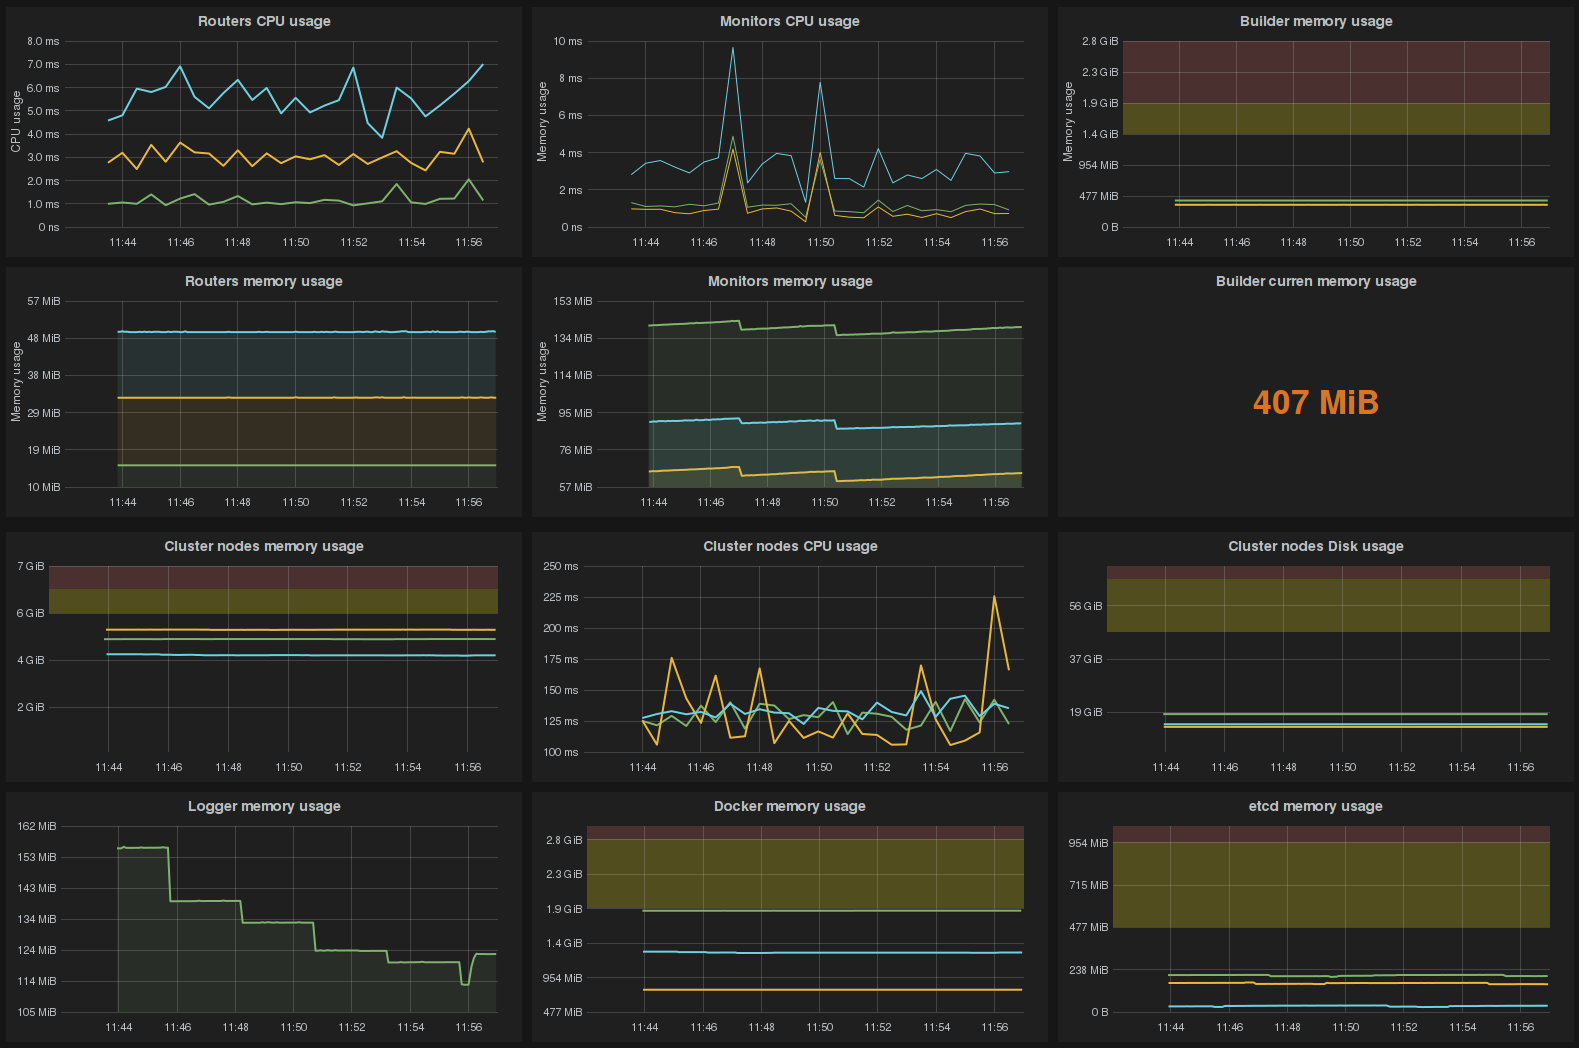 Routers CPU usage
CPU usage
8.0 ms
7.0 ms
6.0 ms
5.0 ms
4.0 ms
3.0 ms
2.0 ms
1.0 ms
0 ns
11:44 11:46 11:48 11:50 11:52 11:54 11:56
Monitors CPU usage
Memory usage
10 ms
8 ms
6 ms
4 ms
2 ms
0 ns
11:44 11:46 11:48 11:50 11:52 11:54 11:56
Builder memory usage
Memory usage
2.8 GiB
2.3 GiB
1.9 GiB
1.4 GiB
954 MiB
477 MiB
0 B
11:44 11:46 11:48 11:50 11:52 11:54 11:56
Routers memory usage
Memory usage
57 MiB
48 MiB
38 MiB
29 MiB
19 MiB
10 MiB
11:44 11:46 11:48 11:50 11:52 11:54 11:56
Monitors memory usage
Memory usage
153 MiB
134 MiB
114 MiB
95 MiB
76 MiB
57 MiB
11:44 11:46 11:48 11:50 11:52 11:54 11:56
Builder curren memory usage
407 MiB
Cluster nodes memory usage
7 GiB
6 GiB
4 GiB
2 GiB
11:44 11:46 11:48 11:50 11:52 11:54 11:56
Cluster nodes CPU usage
250 ms
225 ms
200 ms
175 ms
150 ms
125 ms
100 ms
11:44 11:46 11:48 11:50 11:52 11:54 11:56
Cluster nodes Disk usage
56 GiB
37 GiB
19 GiB
11:44 11:46 11:48 11:50 11:52 11:54 11:56
Logger memory usage
162 MiB
153 MiB
143 MiB
134 MiB
124 MiB
114 MiB
105 MiB
11:44 11:46 11:48 11:50 11:52 11:54 11:56
Docker memory usage
2.8 GiB
2.3 GiB
1.9 GiB
1.4 GiB
954 MiB
477 MiB
11:44 11:46 11:48 11:50 11:52 11:54 11:56
etcd memory usage
954 MiB
715 MiB
477 MiB
238 MiB
0 B
11:44 11:46 11:48 11:50 11:52 11:54 11:56